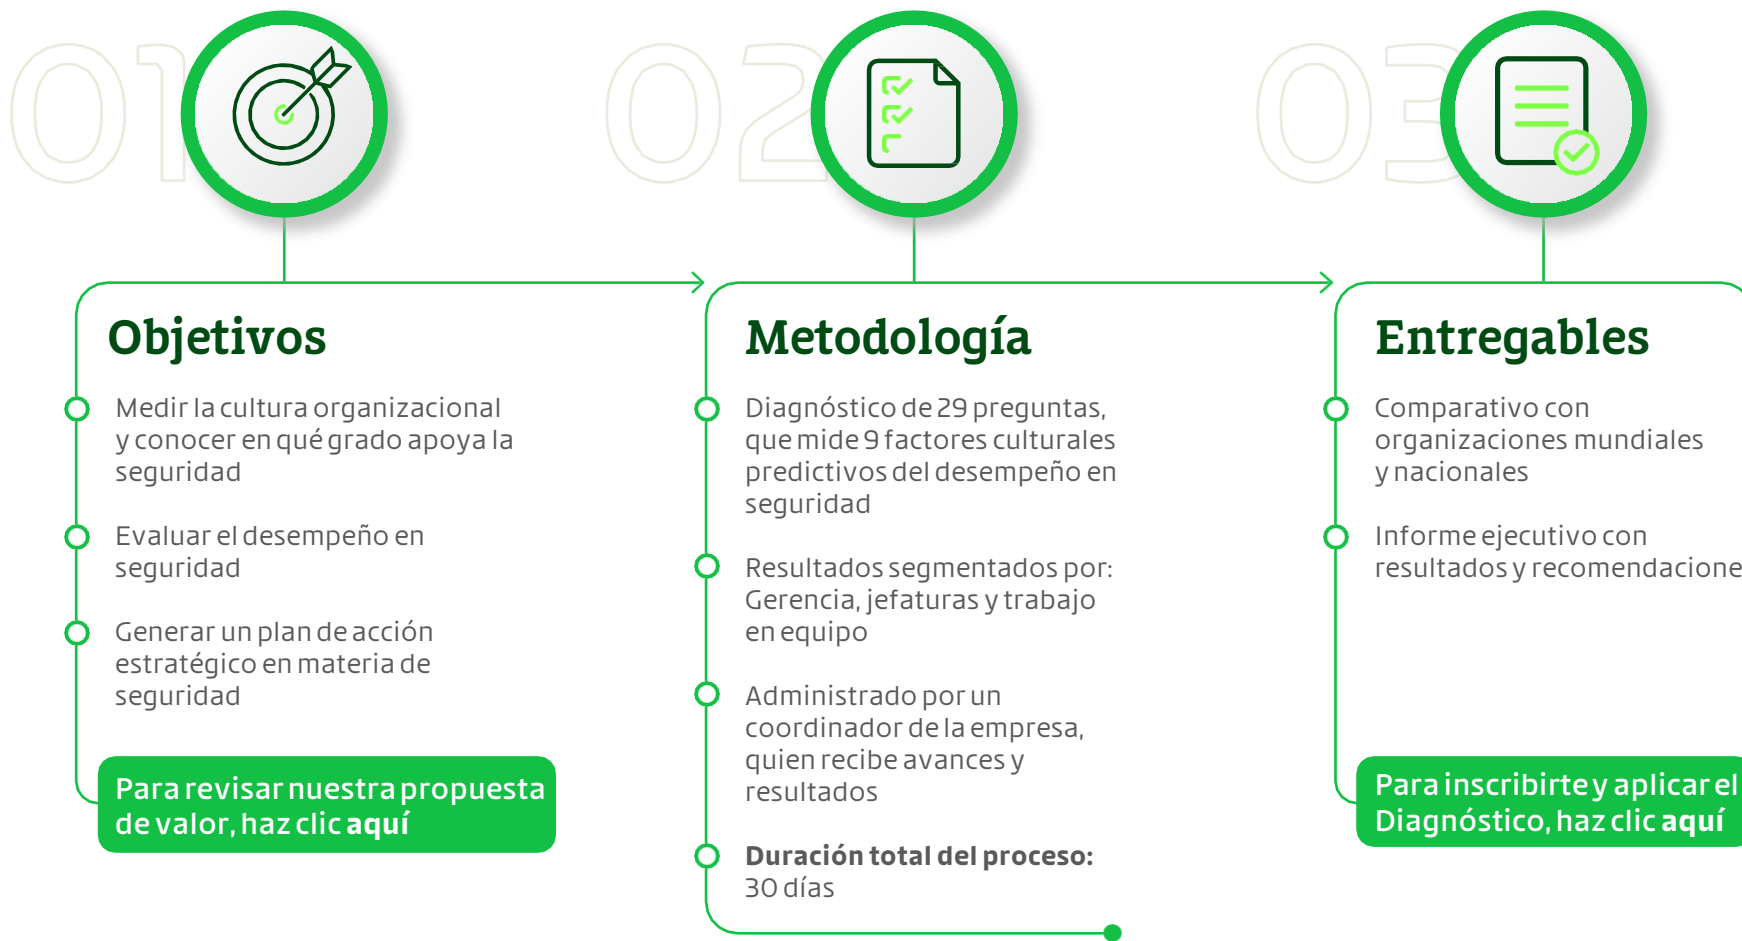 01
02
03
Objetivos
Medir la cultura organizacional
y conocer en qué grado apoya la
seguridad
Evaluar el desempeño en
seguridad
Generar un plan de acción
estratégico en materia de
seguridad
Para revisar nuestra propuesta
de valor, haz clic aquí
Metodología
Diagnóstico de 29 preguntas,
que mide 9 factores culturales
predictivos del desempeño en
seguridad
Resultados segmentados por:
Gerencia, jefaturas y trabajo
en equipo
Administrado por un
coordinador de la empresa,
quien recibe avances y
resultados
Duración total del proceso:
30 días
Entregables
Comparativo con
organizaciones mundiales
y nacionales
Informe ejecutivo con
resultados y recomendacione
Para inscribirte y aplicar el
Diagnóstico, haz clic aquí